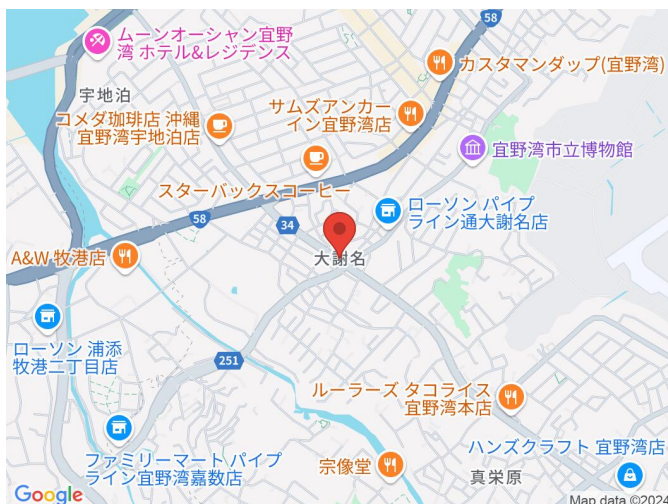 58
ムーンオーシャン宜野
湾 ホテル&レジデンス
カスタマンダップ(宜野湾)
宇地泊
コメダ珈琲店 沖縄
宜野湾宇地泊店
サムズアンカー
イン宜野湾店
宜野湾市立博物館
スターバックスコーヒー
ローソン パイプ
ライン通大謝名店
58
34
A&W 牧港店
大謝名
ローソン 浦添
牧港二丁目店
251
ルーラーズ タコライス
宜野湾本店
ファミリーマート パイプ
ライン宜野湾嘉数店
宗像堂
ハンズクラフト 宜野湾店
真栄原
Google
Map data ©2024